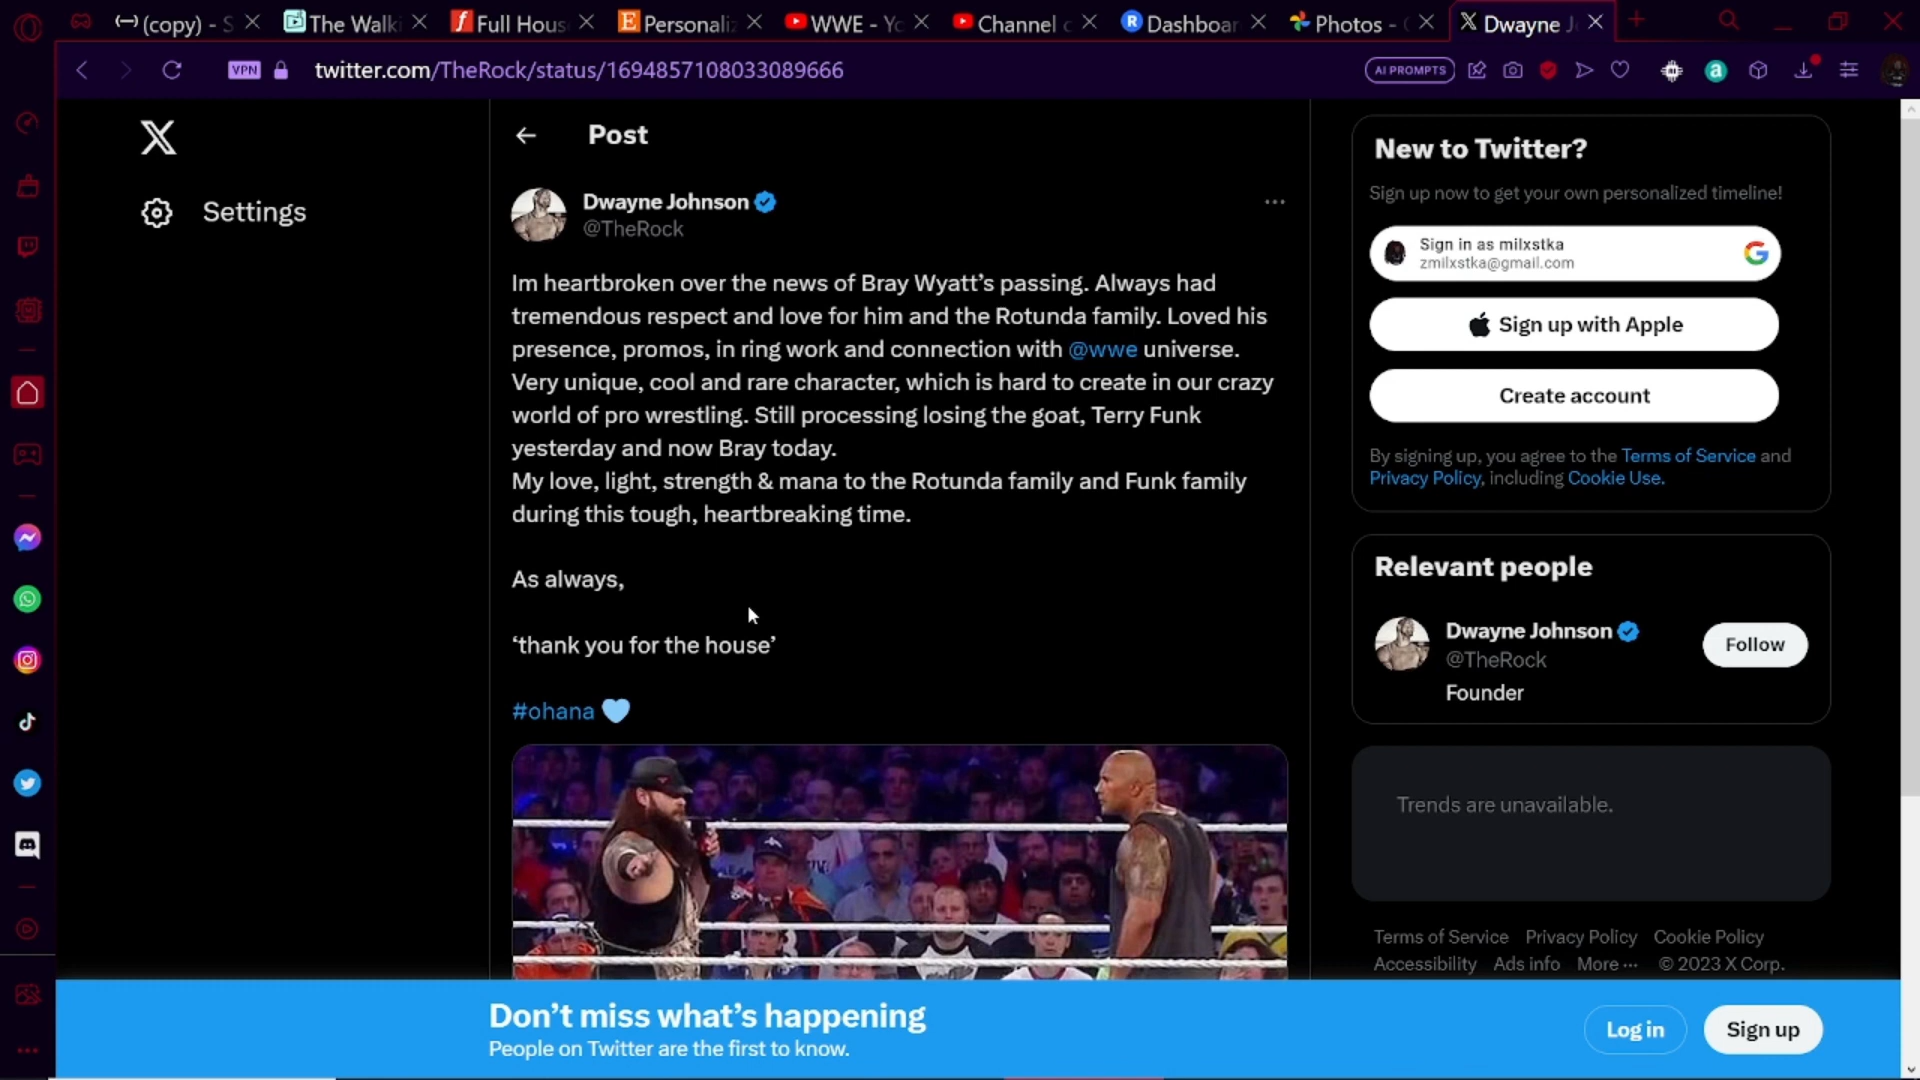 (copy) - S
The Walk
Full Hous
Personali
WWE - Yo
Channel c
Dashboar
Photos -
Dwayne J
VPN
twitter.com/TheRock/status/1694857108033089666
AI PROMPTS
Settings
Post
Dwayne Johnson
@TheRock
Im heartbroken over the news of Bray Wyatt’s passing. Always had
tremendous respect and love for him and the Rotunda family. Loved his
presence, promos, in ring work and connection with @wwe universe.
Very unique, cool and rare character, which is hard to create in our crazy
world of pro wrestling. Still processing losing the goat, Terry Funk
yesterday and now Bray today.
My love, light, strength & mana to the Rotunda family and Funk family
during this tough, heartbreaking time.
As always,
‘thank you for the house’
#ohana
New to Twitter?
Sign up now to get your own personalized timeline!
Sign in as milxstka
zmilxstka@gmail.com
Sign up with Apple
Create account
By signing up, you agree to the Terms of Service and
Privacy Policy, including Cookie Use.
Relevant people
Dwayne Johnson
@TheRock
Founder
Follow
Trends are unavailable.
Terms of Service Privacy Policy Cookie Policy
Accessibility Ads info More ··· © 2023 X Corp.
Don’t miss what’s happening
People on Twitter are the first to know.
Log in
Sign up